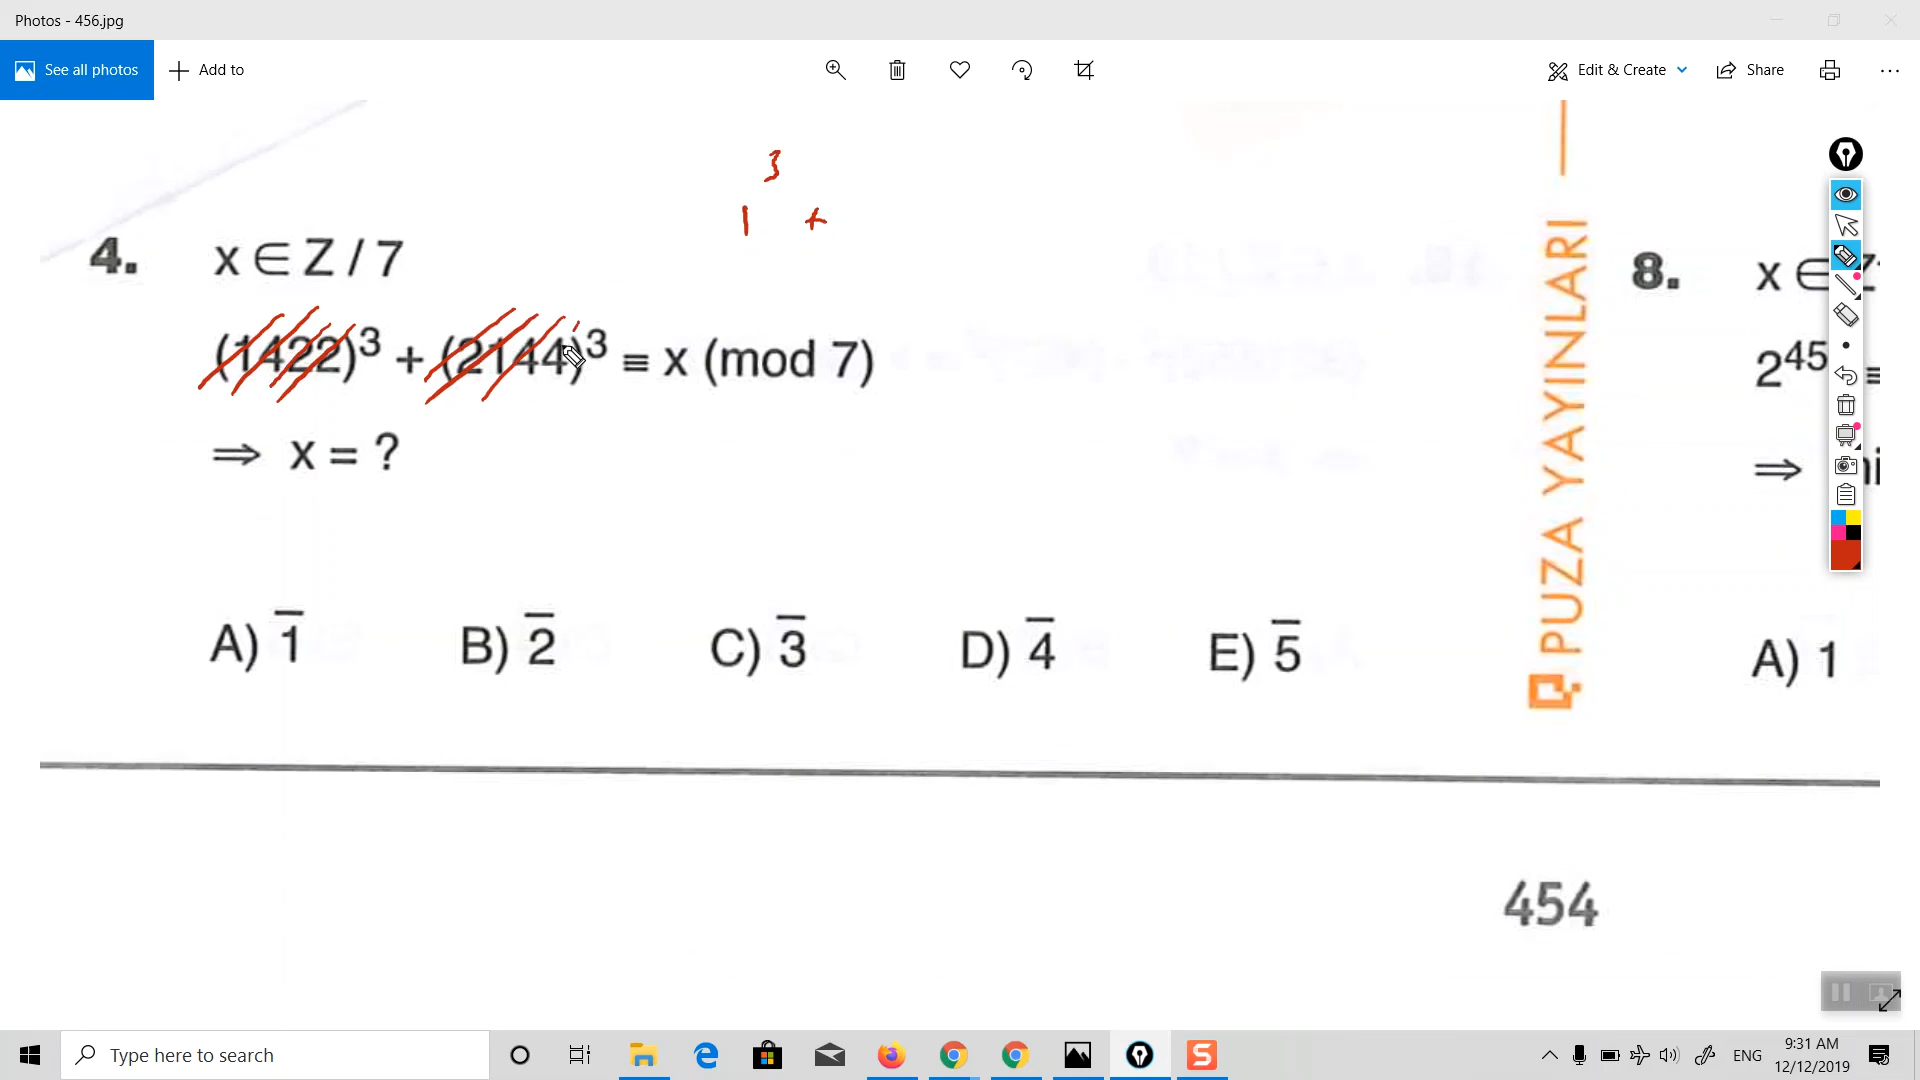 Photos - 456.jpg
See all photos
Add to
Edit & Create
Share
3
1 +
4. x ∈ Z / 7
(1422)³ + (2144)³ ≡ x (mod 7)
⇒ x = ?
A) 1̅ B) 2̅ C) 3̅ D) 4̅ E) 5̅
PUZA YAYINLARI
8. x ∈ Z
2⁴⁵ ≡
⇒
A) 1
454
Type here to search
ENG
9:31 AM
12/12/2019